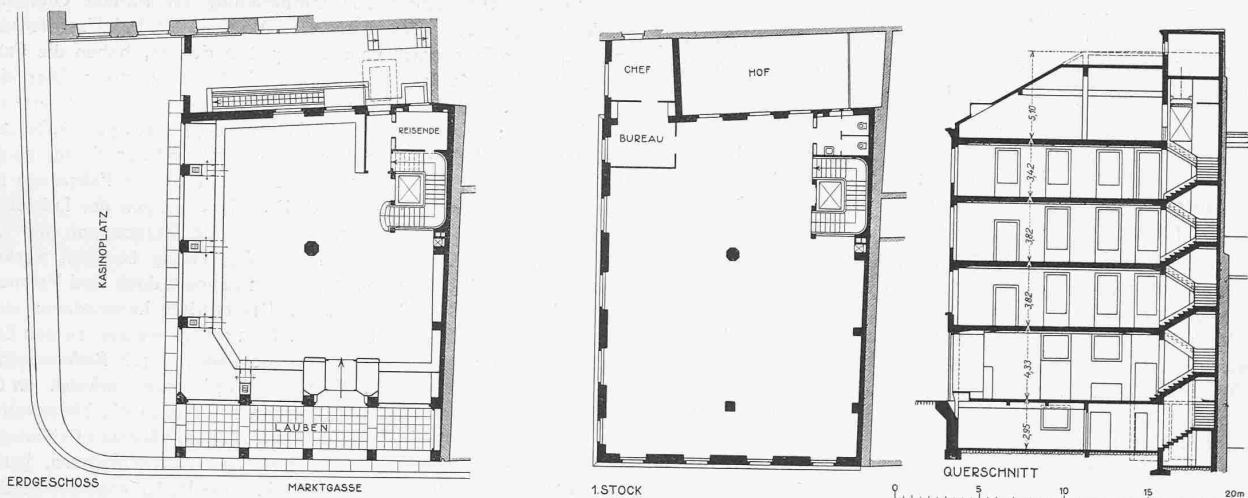 KASINOPLATZ
REISENDE
LAUBEN
ERDGESCHOSS
MARKTGASSE
CHEF
HOF
BUREAU
1.STOCK
5,10
3,42
3,82
3,82
4,33
2,95
QUERSCHNITT
0 5 10 15 20m